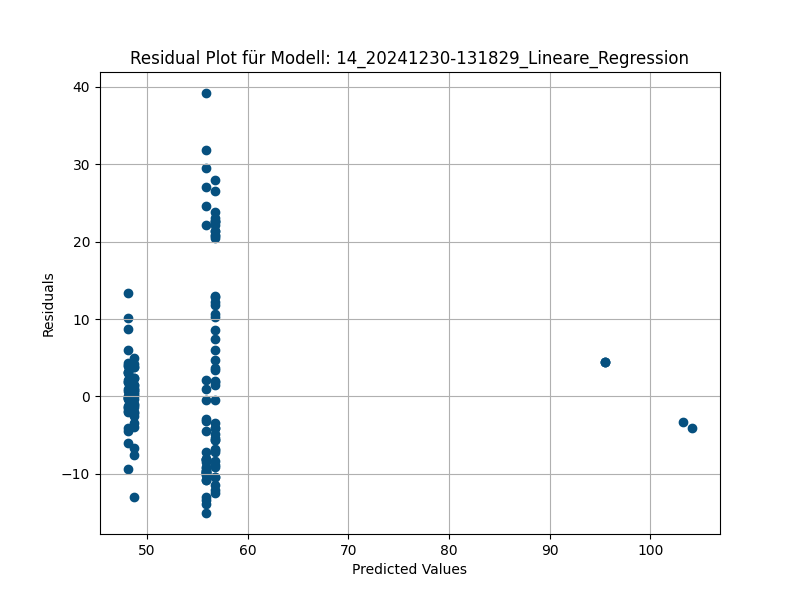 Residual Plot für Modell: 14_20241230-131829_Lineare_Regression
40
30
20
10
0
−10
Residuals
50 60 70 80 90 100
Predicted Values